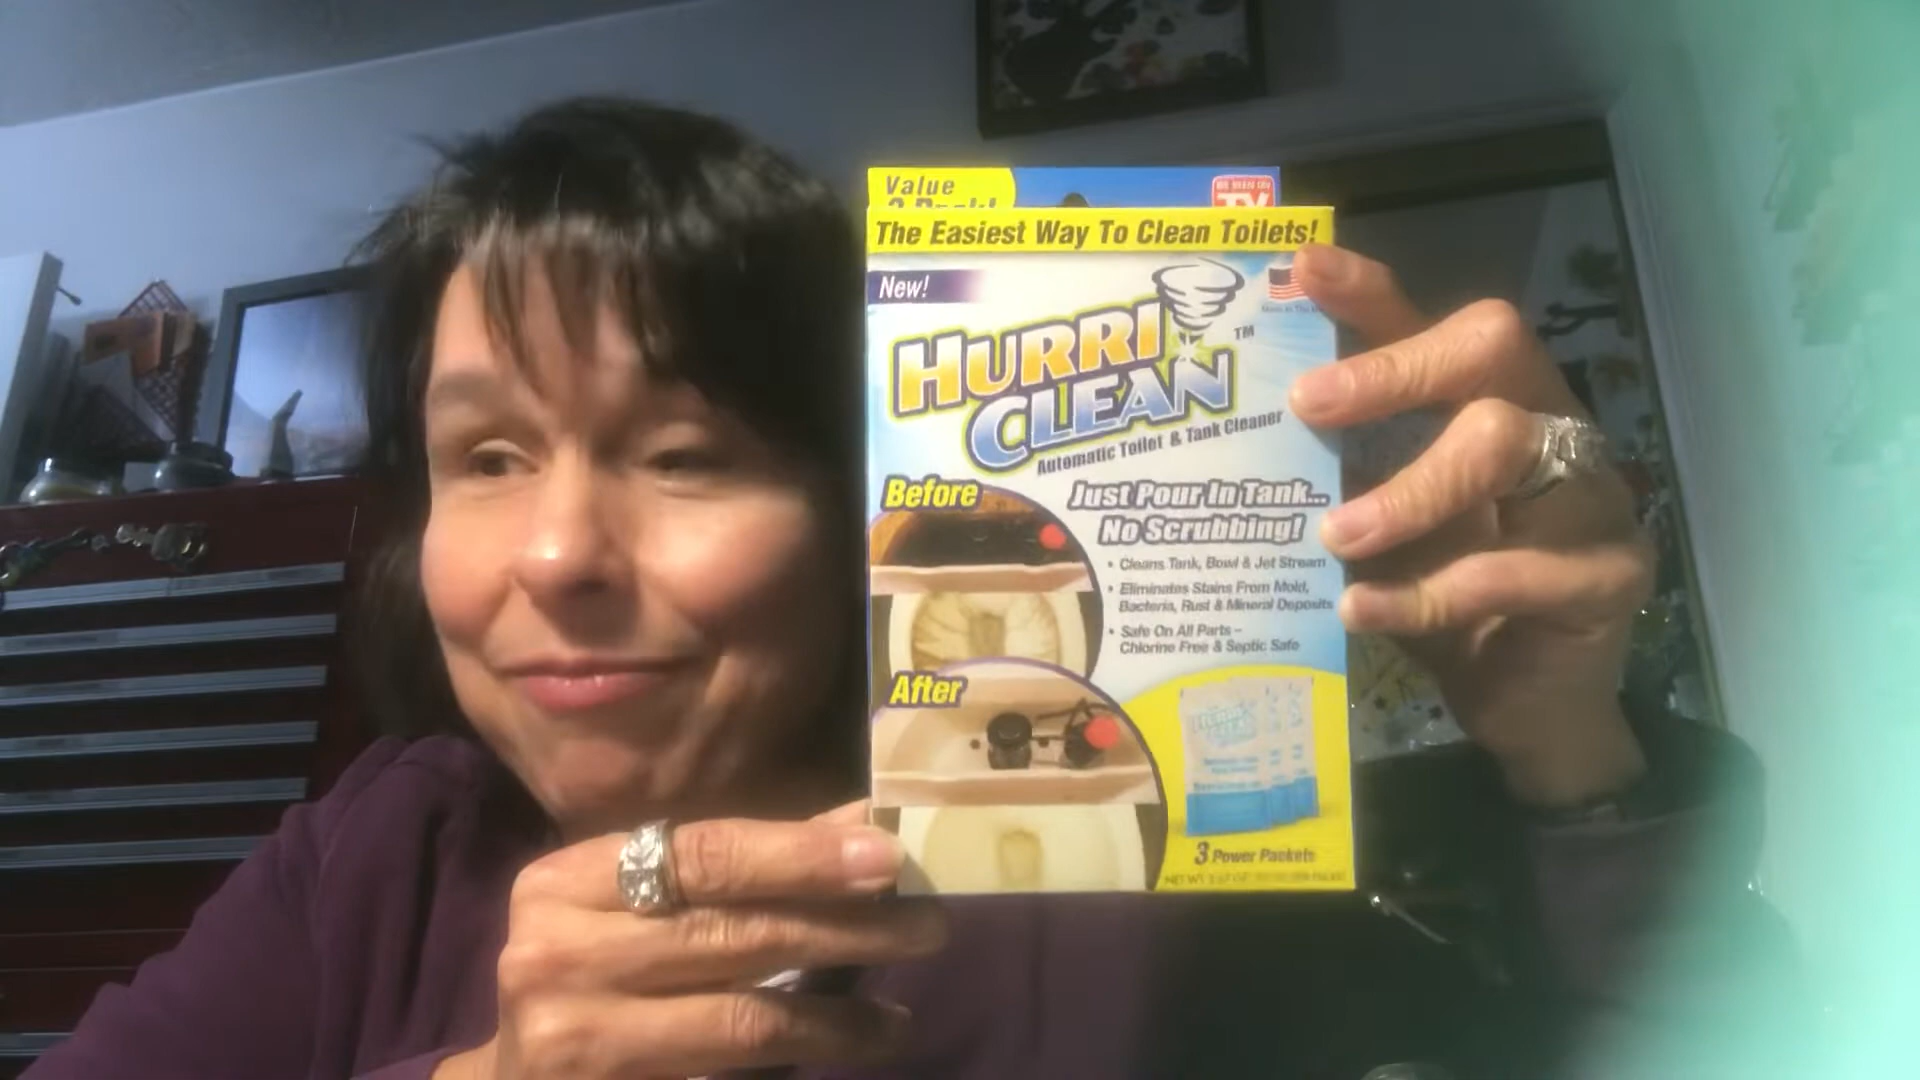 Value
The Easiest Way To Clean Toilets!
New!
HURRI
CLEAN™
Automatic Toilet & Tank Cleaner
Before
Just Pour In Tank...
No Scrubbing!
• Cleans Tank, Bowl & Jet Stream
• Eliminates Stains From Mold,
Bacteria, Rust & Mineral Deposits
• Safe On All Parts –
Chlorine Free & Septic Safe
After
3 Power Packets